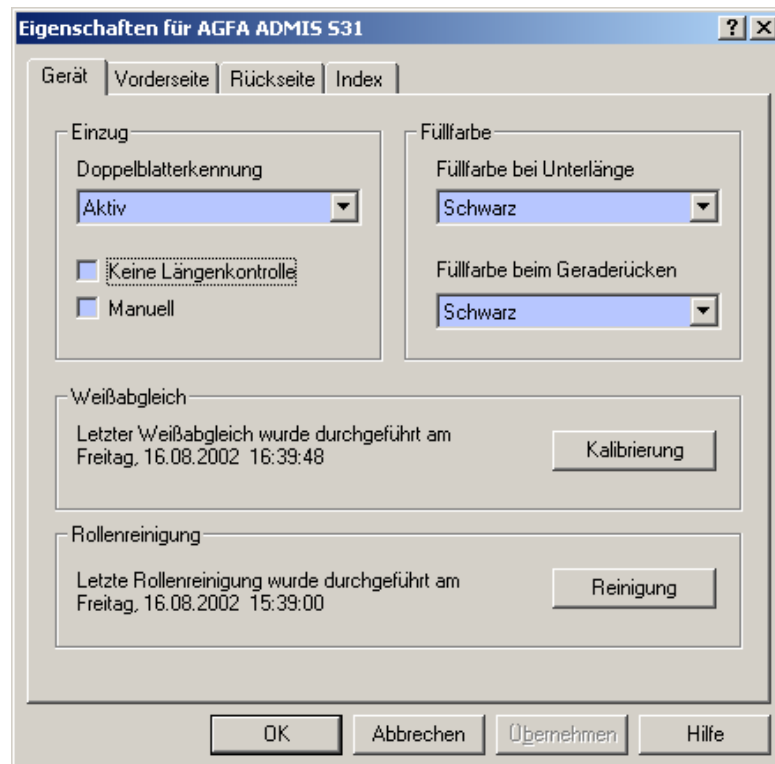 Eigenschaften für AGFA ADMIS S31
Gerät Vorderseite Rückseite Index
Einzug
Doppelblatterkennung
Aktiv
Keine Längenkontrolle
Manuell
Füllfarbe
Füllfarbe bei Unterlänge
Schwarz
Füllfarbe beim Geraderücken
Schwarz
Weißabgleich
Letzter Weißabgleich wurde durchgeführt am
Freitag, 16.08.2002 16:39:48
Kalibrierung
Rollenreinigung
Letzte Rollenreinigung wurde durchgeführt am
Freitag, 16.08.2002 15:39:00
Reinigung
OK Abbrechen Übernehmen Hilfe